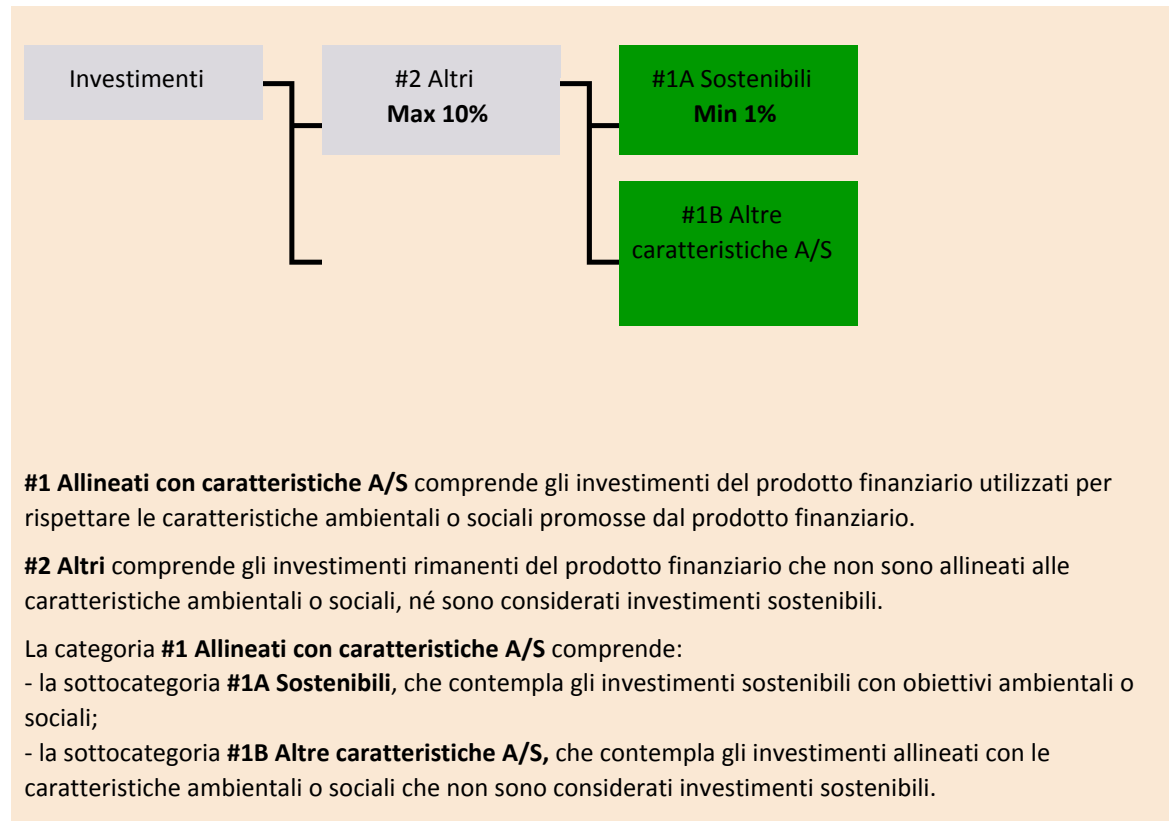 Investimenti
#2 Altri
Max 10%
#1A Sostenibili
Min 1%
#1B Altre
caratteristiche A/S
#1 Allineati con caratteristiche A/S comprende gli investimenti del prodotto finanziario utilizzati per
rispettare le caratteristiche ambientali o sociali promosse dal prodotto finanziario.
#2 Altri comprende gli investimenti rimanenti del prodotto finanziario che non sono allineati alle
caratteristiche ambientali o sociali, né sono considerati investimenti sostenibili.
La categoria #1 Allineati con caratteristiche A/S comprende:
- la sottocategoria #1A Sostenibili, che contempla gli investimenti sostenibili con obiettivi ambientali o
sociali;
- la sottocategoria #1B Altre caratteristiche A/S, che contempla gli investimenti allineati con le
caratteristiche ambientali o sociali che non sono considerati investimenti sostenibili.